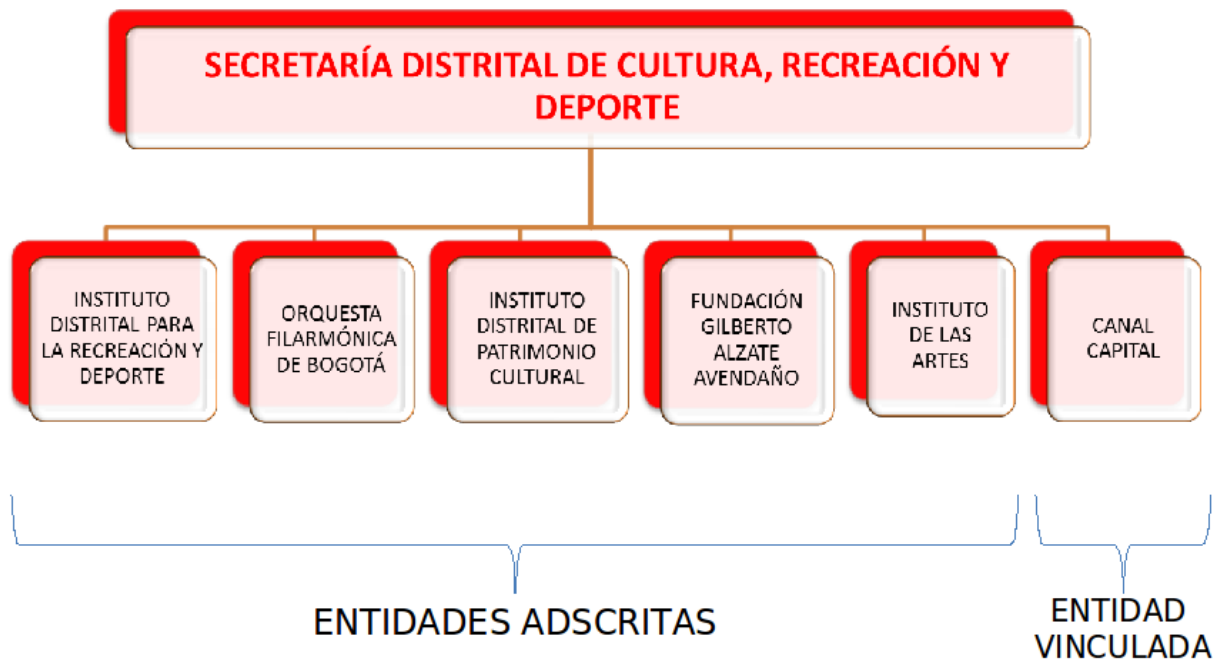 SECRETARÍA DISTRITAL DE CULTURA, RECREACIÓN Y
DEPORTE
INSTITUTO
DISTRITAL PARA
LA RECREACIÓN Y
DEPORTE
ORQUESTA
FILARMÓNICA
DE BOGOTÁ
INSTITUTO
DISTRITAL DE
PATRIMONIO
CULTURAL
FUNDACIÓN
GILBERTO
ALZATE
AVENDAÑO
INSTITUTO
DE LAS
ARTES
CANAL
CAPITAL
ENTIDADES ADSCRITAS
ENTIDAD
VINCULADA